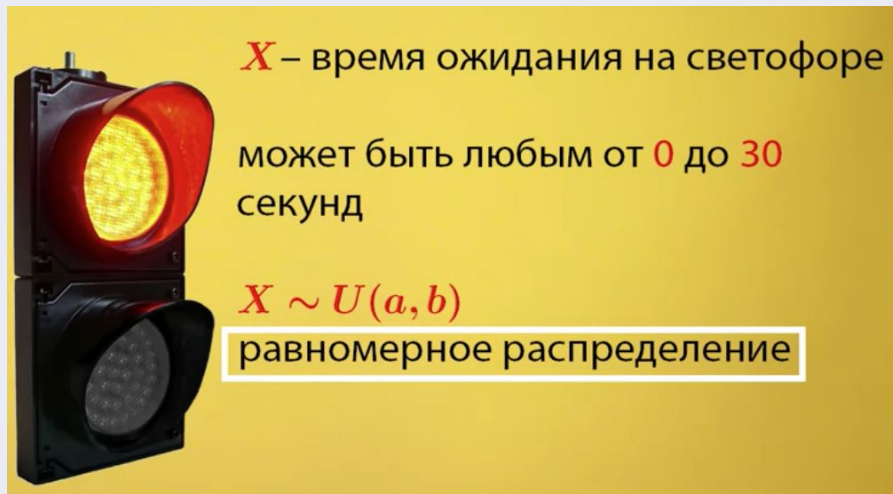 X – время ожидания на светофоре
может быть любым от 0 до 30
секунд
X ~ U(a, b)
равномерное распределение